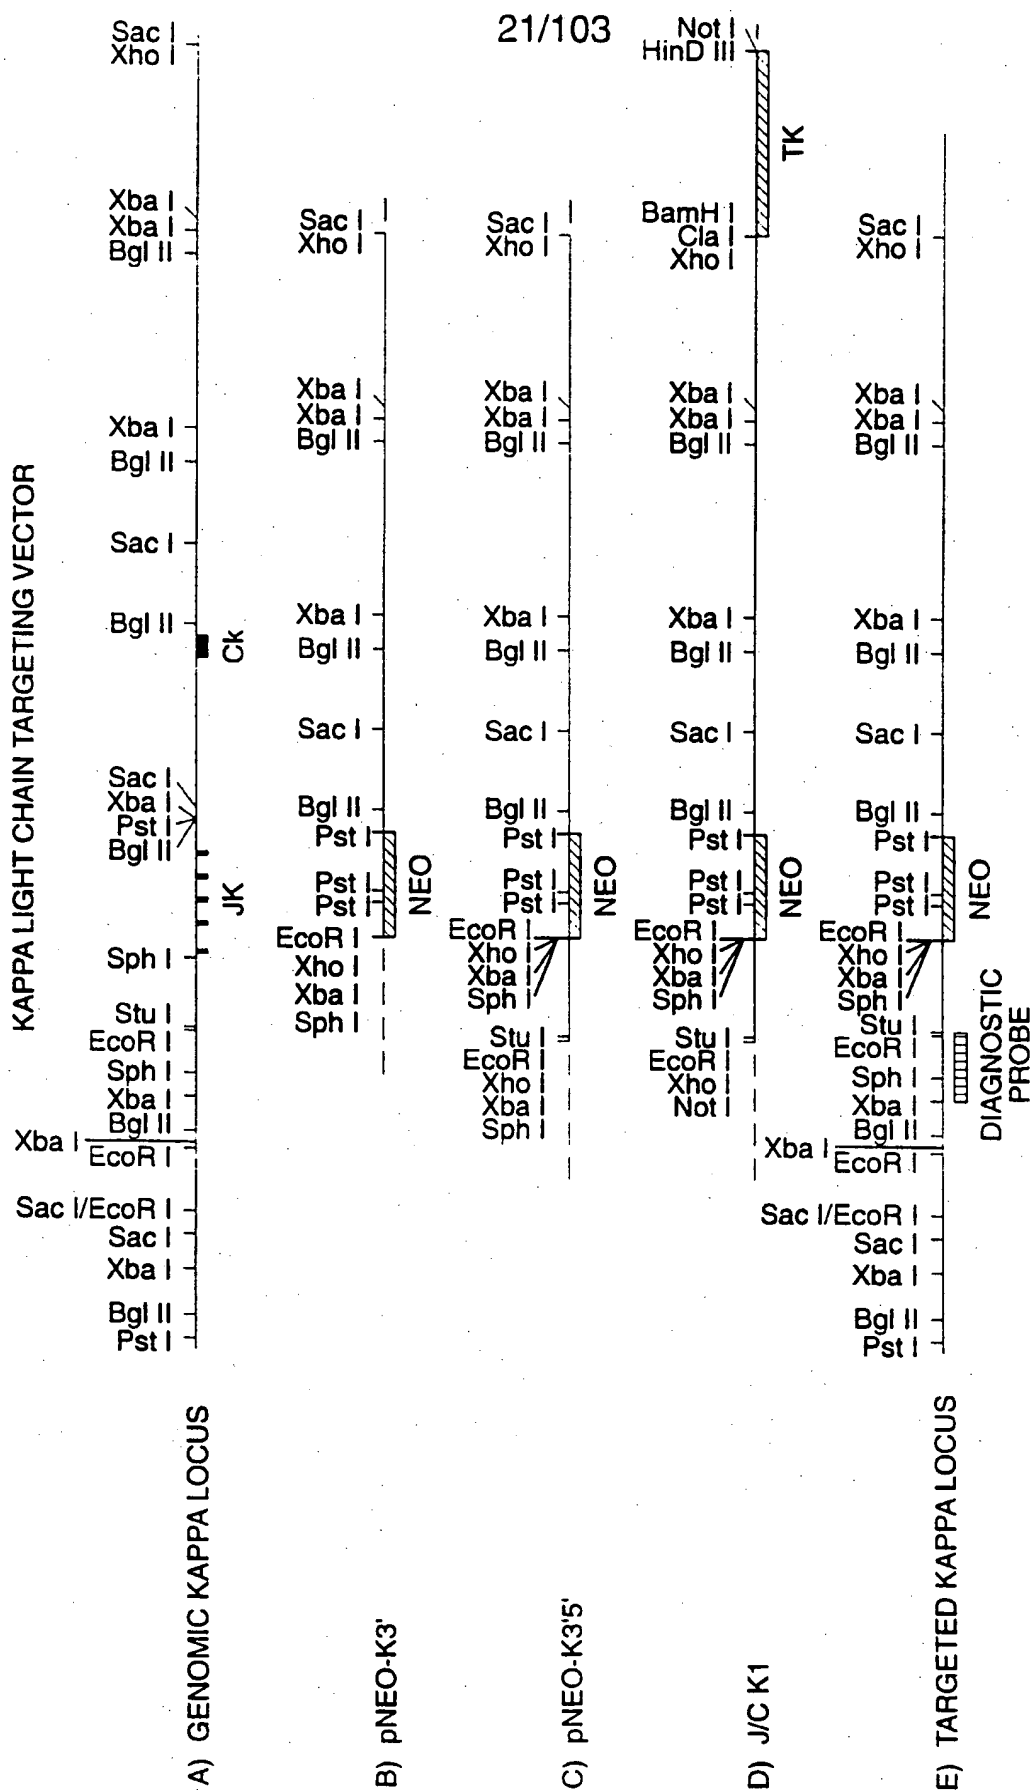 21/103
KAPPA LIGHT CHAIN TARGETING VECTOR
A) GENOMIC KAPPA LOCUS
Pst I
Bgl II
Xba I
Sac I
Sac I/EcoR I
EcoR I
Xba I
Bgl II
Xba I
Sph I
EcoR I
Stu I
Sph I
JK
Bgl II
Pst I
Xba I
Sac I
Ck
Bgl II
Sac I
Bgl II
Xba I
Bgl II
Xba I
Xba I
Xho I
Sac I
B) pNEO-K3'
Sph I
Xba I
Xho I
EcoR I
NEO
Pst I
Pst I
Pst I
Bgl II
Sac I
Bgl II
Xba I
Bgl II
Xba I
Xba I
Xho I
Sac I
C) pNEO-K3'5'
Sph I
Xba I
Xho I
EcoR I
Stu I
Sph I
Xba I
Xho I
EcoR I
NEO
Pst I
Pst I
Pst I
Bgl II
Sac I
Bgl II
Xba I
Bgl II
Xba I
Xba I
Xho I
Sac I
D) J/C K1
Not I
Xho I
EcoR I
Stu I
Sph I
Xba I
Xho I
EcoR I
NEO
Pst I
Pst I
Pst I
Bgl II
Sac I
Bgl II
Xba I
Bgl II
Xba I
Xba I
Xho I
Cla I
BamH I
TK
HinD III
Not I
E) TARGETED KAPPA LOCUS
Pst I
Bgl II
Xba I
Sac I
Sac I/EcoR I
EcoR I
Xba I
Bgl II
Xba I
Sph I
EcoR I
Stu I
DIAGNOSTIC
PROBE
Sph I
Xba I
Xho I
EcoR I
NEO
Pst I
Pst I
Pst I
Bgl II
Sac I
Bgl II
Xba I
Bgl II
Xba I
Xba I
Xho I
Sac I